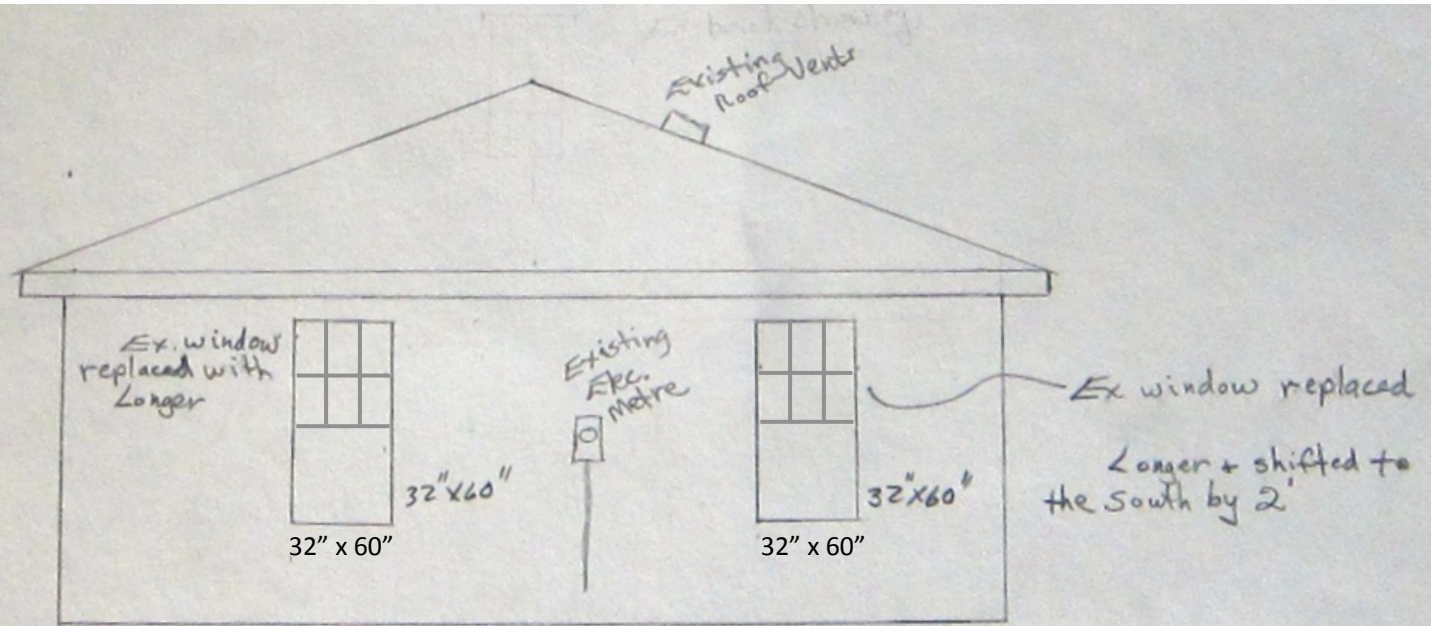 Existing
Roof Vents
Ex. window
replaced with
Longer
Existing
Elec.
Metre
Ex window replaced
Longer + shifted to
the South by 2'
32"x60"
32"x60"
32” x 60”
32” x 60”